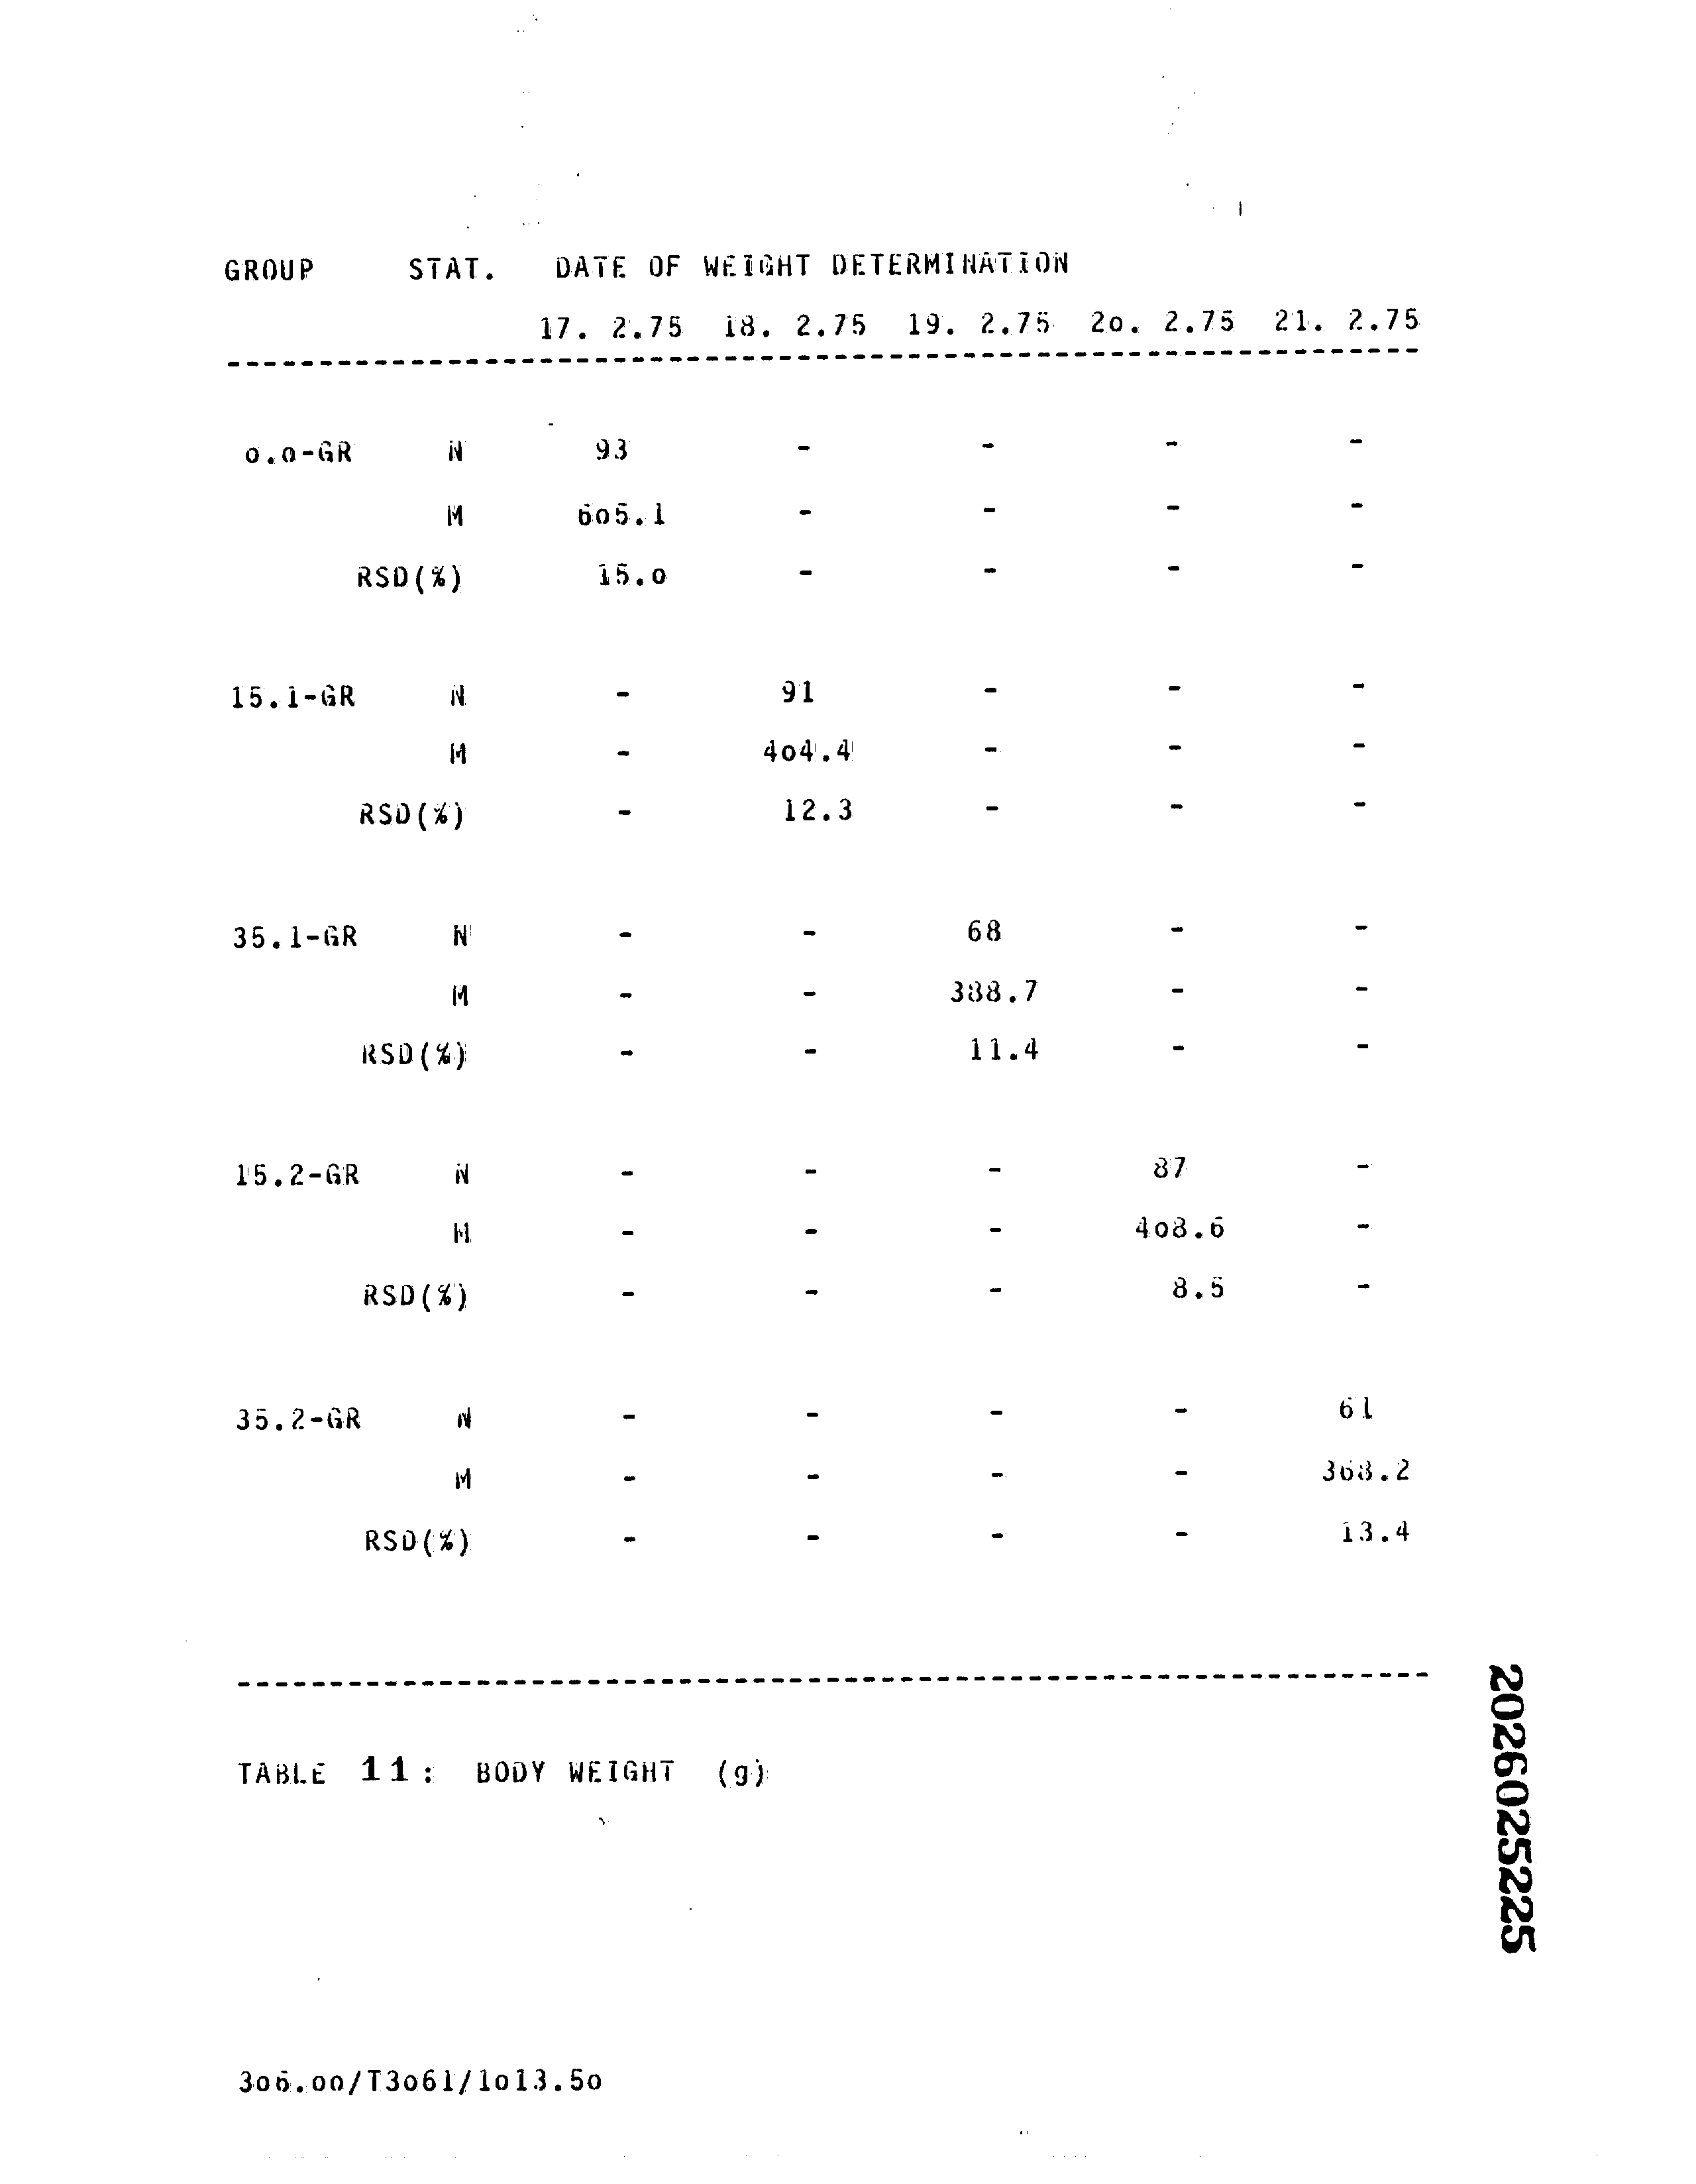 GROUP STAT. DATE OF WEIGHT DETERMINATION
17. 2.75 18. 2.75 19. 2.75 2o. 2.75 21. 2.75
o.o-GR N 93 - - - -
M 6o5.1 - - - -
RSD(%) 15.o - - - -
15.1-GR N - 91 - - -
M - 4o4.4 - - -
RSD(%) - 12.3 - - -
35.1-GR N - - 68 - -
M - - 388.7 - -
RSD(%) - - 11.4 - -
15.2-GR N - - - 87 -
M - - - 4o8.6 -
RSD(%) - - - 8.5 -
35.2-GR N - - - - 61
M - - - - 368.2
RSD(%) - - - - 13.4
TABLE 11: BODY WEIGHT (g)
2026025225
3o6.oo/T3o61/1o13.5o